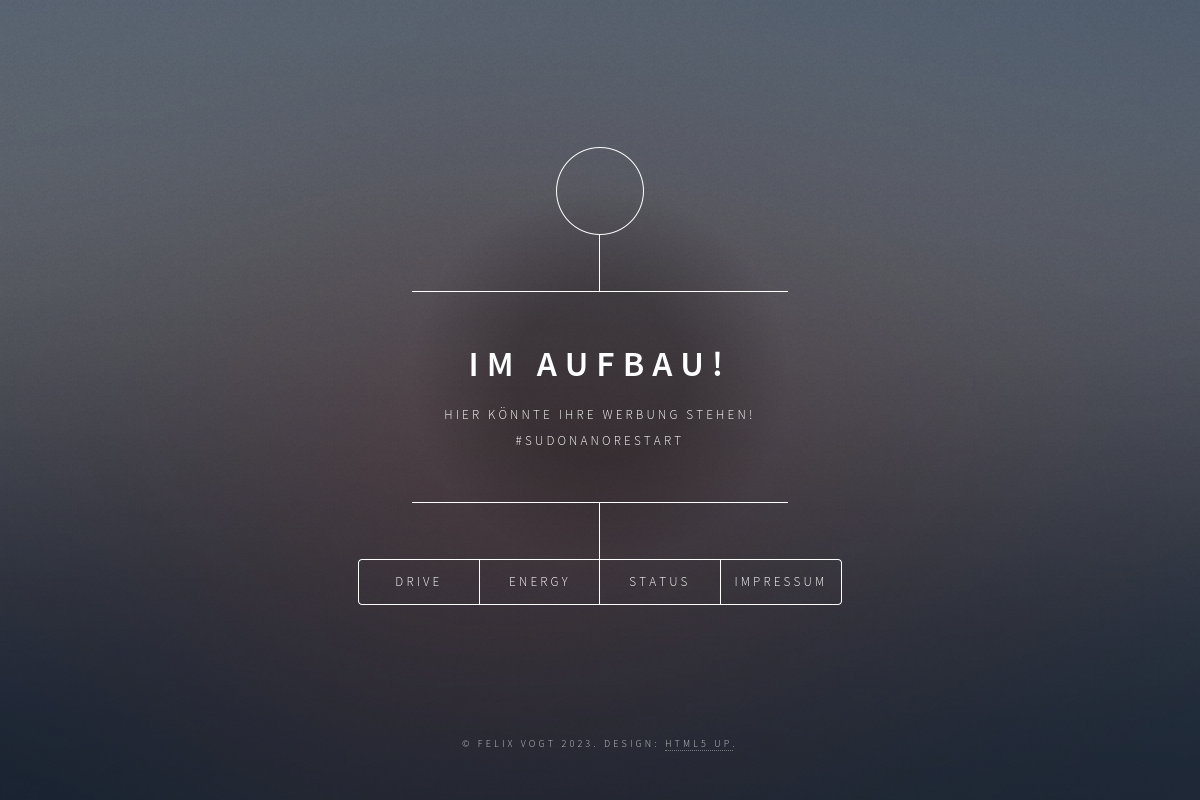 IM AUFBAU!
HIER KÖNNTE IHRE WERBUNG STEHEN!
#SUDONANORESTART
DRIVE ENERGY STATUS IMPRESSUM
© FELIX VOGT 2023. DESIGN: HTML5 UP.